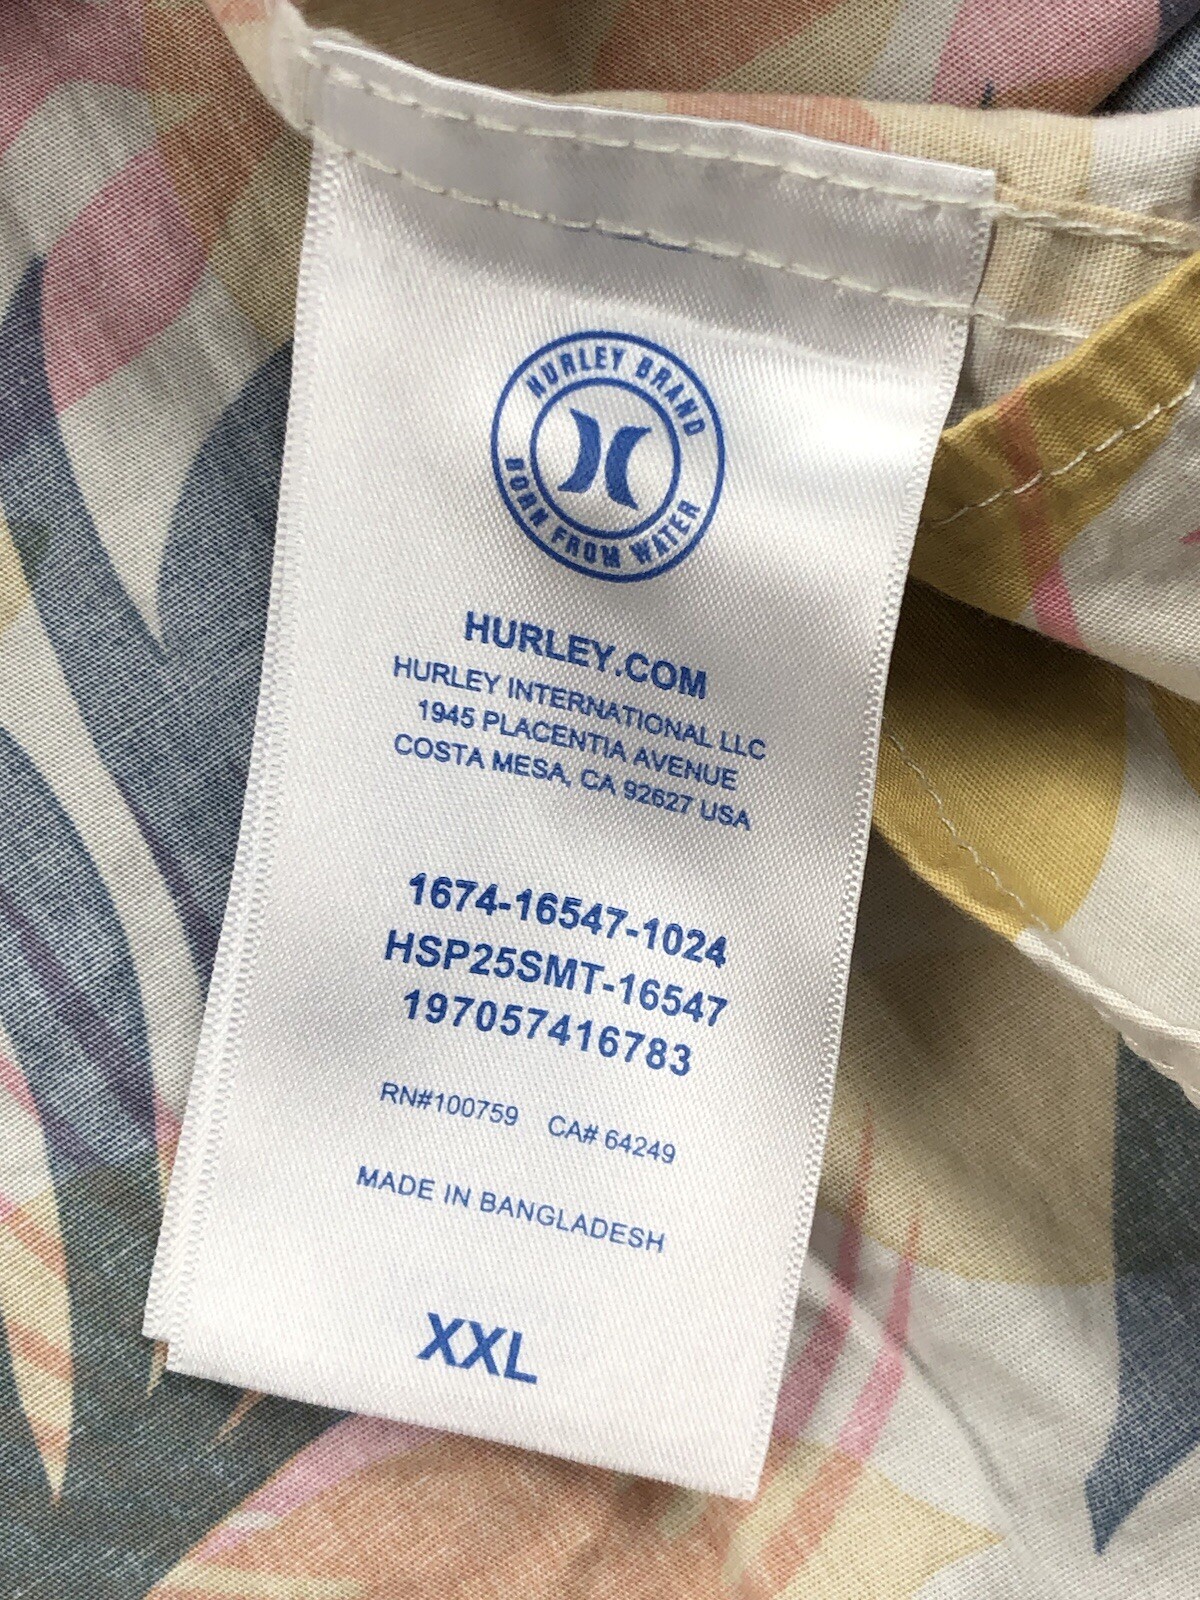 HURLEY BRAND
BORN FROM WATER
HURLEY.COM
HURLEY INTERNATIONAL LLC
1945 PLACENTIA AVENUE
COSTA MESA, CA 92627 USA
1674-16547-1024
HSP25SMT-16547
197057416783
RN#100759 CA# 64249
MADE IN BANGLADESH
XXL